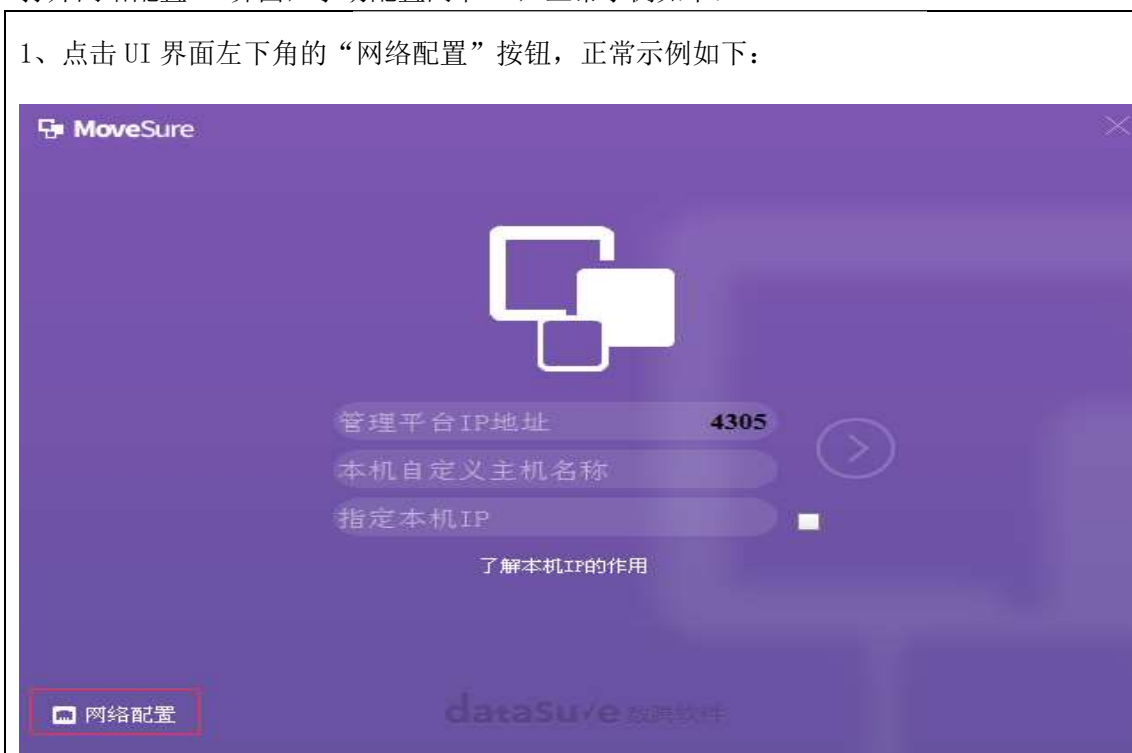 1、点击 UI 界面左下角的“网络配置”按钮，正常示例如下：
MoveSure
管理平台IP地址 4305
本机自定义主机名称
指定本机IP
了解本机IP的作用
网络配置